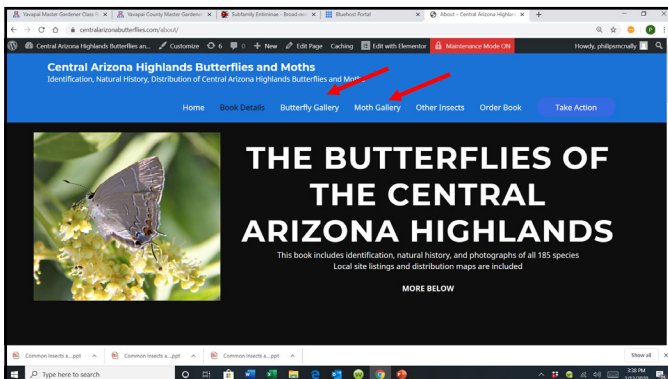 Yavapai Master Gardener Class R
Yavapai County Master Gardener
Subfamily Entiminae - Broad-nos
Bluehost Portal
About – Central Arizona Highlan
centralarizonabutterflies.com/about/
Central Arizona Highlands Butterflies an...
Customize
6
0
New
Edit Page
Caching
Edit with Elementor
Maintenance Mode ON
Howdy, philipsmcnally
Central Arizona Highlands Butterflies and Moths
Identification, Natural History, Distribution of Central Arizona Highlands Butterflies and Moths
Home
Book Details
Butterfly Gallery
Moth Gallery
Other Insects
Order Book
Take Action
THE BUTTERFLIES OF
THE CENTRAL
ARIZONA HIGHLANDS
This book includes identification, natural history, and photographs of all 185 species
Local site listings and distribution maps are included
MORE BELOW
Common Insects a....ppt
Common Insects a....ppt
Common Insects a....ppt
Show all
Type here to search
3:38 PM